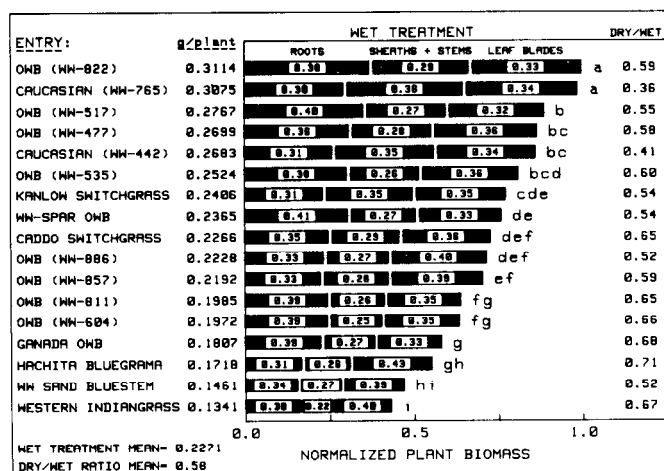 WET TREATMENT
ENTRY: g/plant ROOTS SHEATHS + STEMS LEAF BLADES DRY/WET
OWB (WW-822) 0.3114 0.38 0.29 0.33 a 0.59
CAUCASIAN (WW-765) 0.3075 0.30 0.36 0.34 a 0.36
OWB (WW-517) 0.2767 0.40 0.27 0.32 b 0.55
OWB (WW-477) 0.2699 0.36 0.28 0.36 bc 0.58
CAUCASIAN (WW-442) 0.2683 0.31 0.35 0.34 bc 0.41
OWB (WW-535) 0.2524 0.38 0.26 0.36 bcd 0.60
KANLOW SWITCHGRASS 0.2406 0.31 0.35 0.35 cde 0.54
WW-SPAR OWB 0.2365 0.41 0.27 0.33 de 0.54
CADDO SWITCHGRASS 0.2266 0.35 0.29 0.36 def 0.65
OWB (WW-886) 0.2228 0.33 0.27 0.40 def 0.52
OWB (WW-857) 0.2192 0.33 0.28 0.39 ef 0.59
OWB (WW-811) 0.1985 0.39 0.26 0.35 fg 0.65
OWB (WW-604) 0.1972 0.39 0.25 0.35 fg 0.66
GANADA OWB 0.1807 0.39 0.27 0.33 g 0.68
HACHITA BLUEGRAMA 0.1718 0.31 0.26 0.43 gh 0.71
WW SAND BLUESTEM 0.1461 0.34 0.27 0.39 hi 0.52
WESTERN INDIANGRASS 0.1341 0.38 0.22 0.40 i 0.67
0.0 0.5 1.0
WET TREATMENT MEAN= 0.2271
NORMALIZED PLANT BIOMASS
DRY/WET RATIO MEAN= 0.58